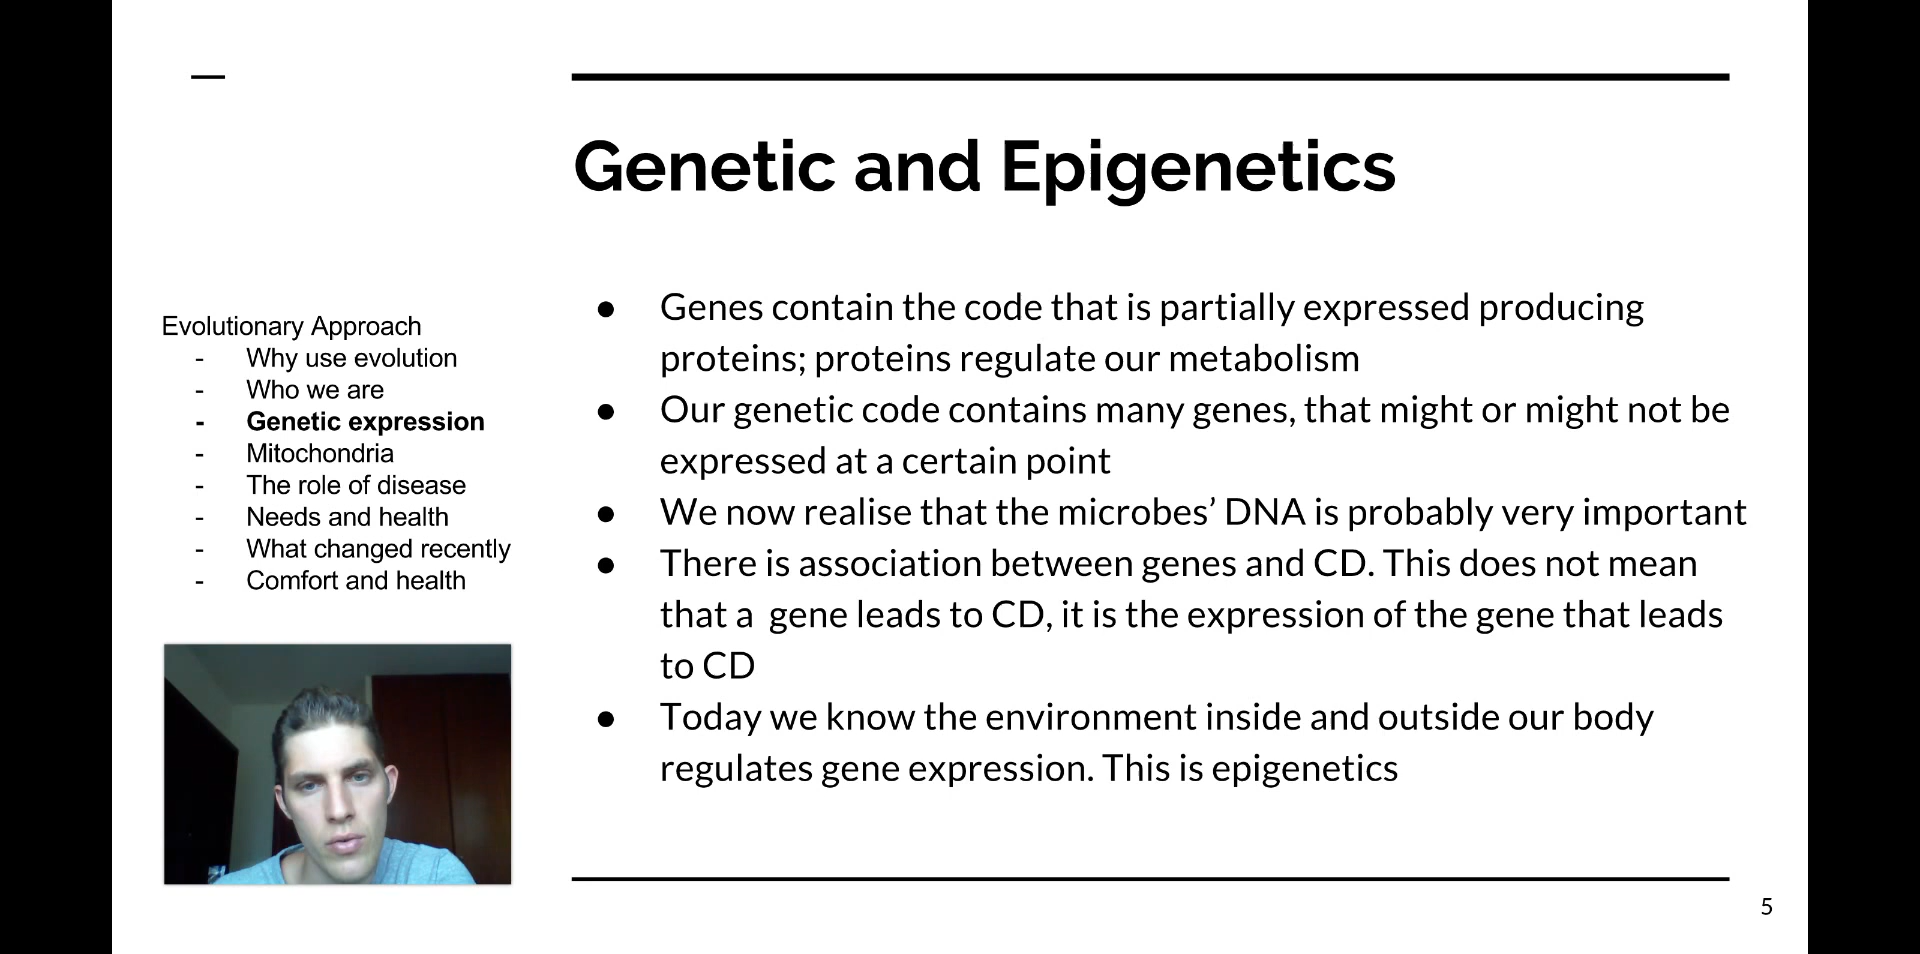 Genetic and Epigenetics
Evolutionary Approach
- Why use evolution
- Who we are
- Genetic expression
- Mitochondria
- The role of disease
- Needs and health
- What changed recently
- Comfort and health
● Genes contain the code that is partially expressed producing
proteins; proteins regulate our metabolism
● Our genetic code contains many genes, that might or might not be
expressed at a certain point
● We now realise that the microbes’ DNA is probably very important
● There is association between genes and CD. This does not mean
that a  gene leads to CD, it is the expression of the gene that leads
to CD
● Today we know the environment inside and outside our body
regulates gene expression. This is epigenetics
5